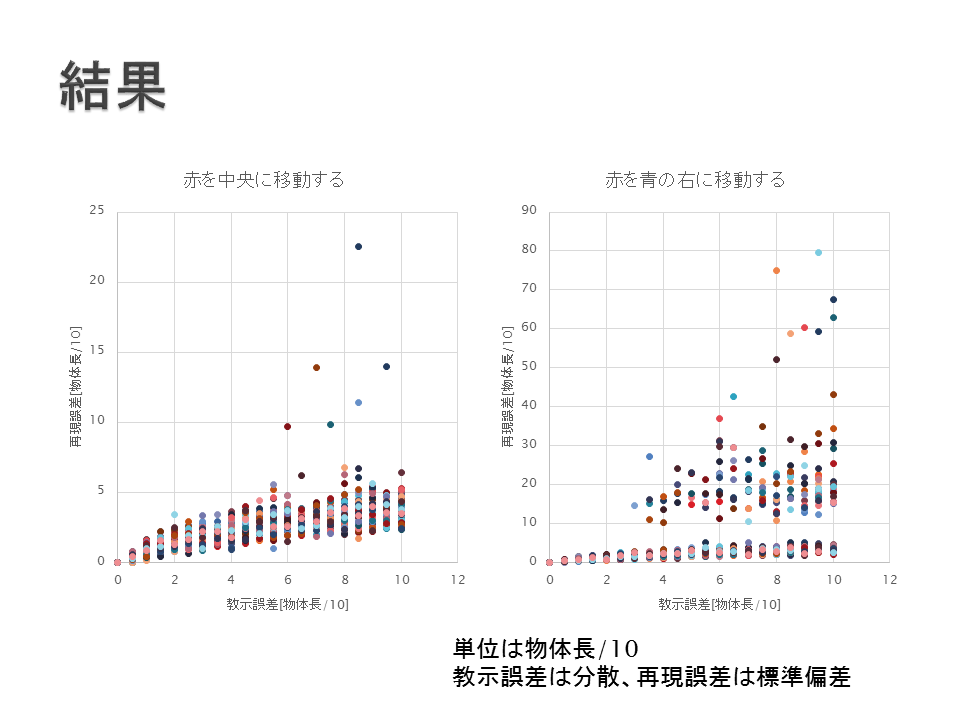 結果
赤を中央に移動する
25
20
15
10
5
0
0 2 4 6 8 10 12
再現誤差[物体長/10]
教示誤差[物体長/10]
赤を青の右に移動する
90
80
70
60
50
40
30
20
10
0
0 2 4 6 8 10 12
再現誤差[物体長/10]
教示誤差[物体長/10]
単位は物体長/10
教示誤差は分散、再現誤差は標準偏差